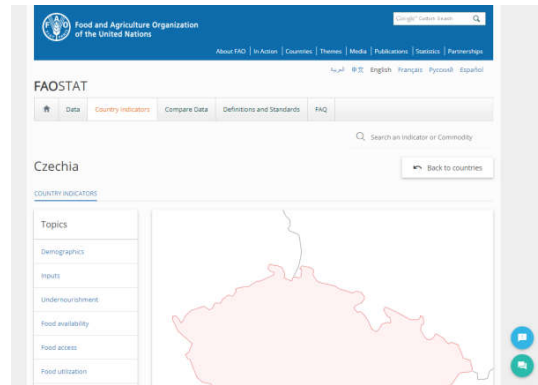 Food and Agriculture Organization
of the United Nations
Google Custom Search
About FAO | In Action | Countries | Themes | Media | Publications | Statistics | Partnerships
العربية 中文 English Français Русский Español
FAOSTAT
Data Country Indicators Compare Data Definitions and Standards FAQ
Search an Indicator or Commodity
Czechia
Back to countries
COUNTRY INDICATORS
Topics
Demographics
Inputs
Undernourishment
Food availability
Food access
Food utilization